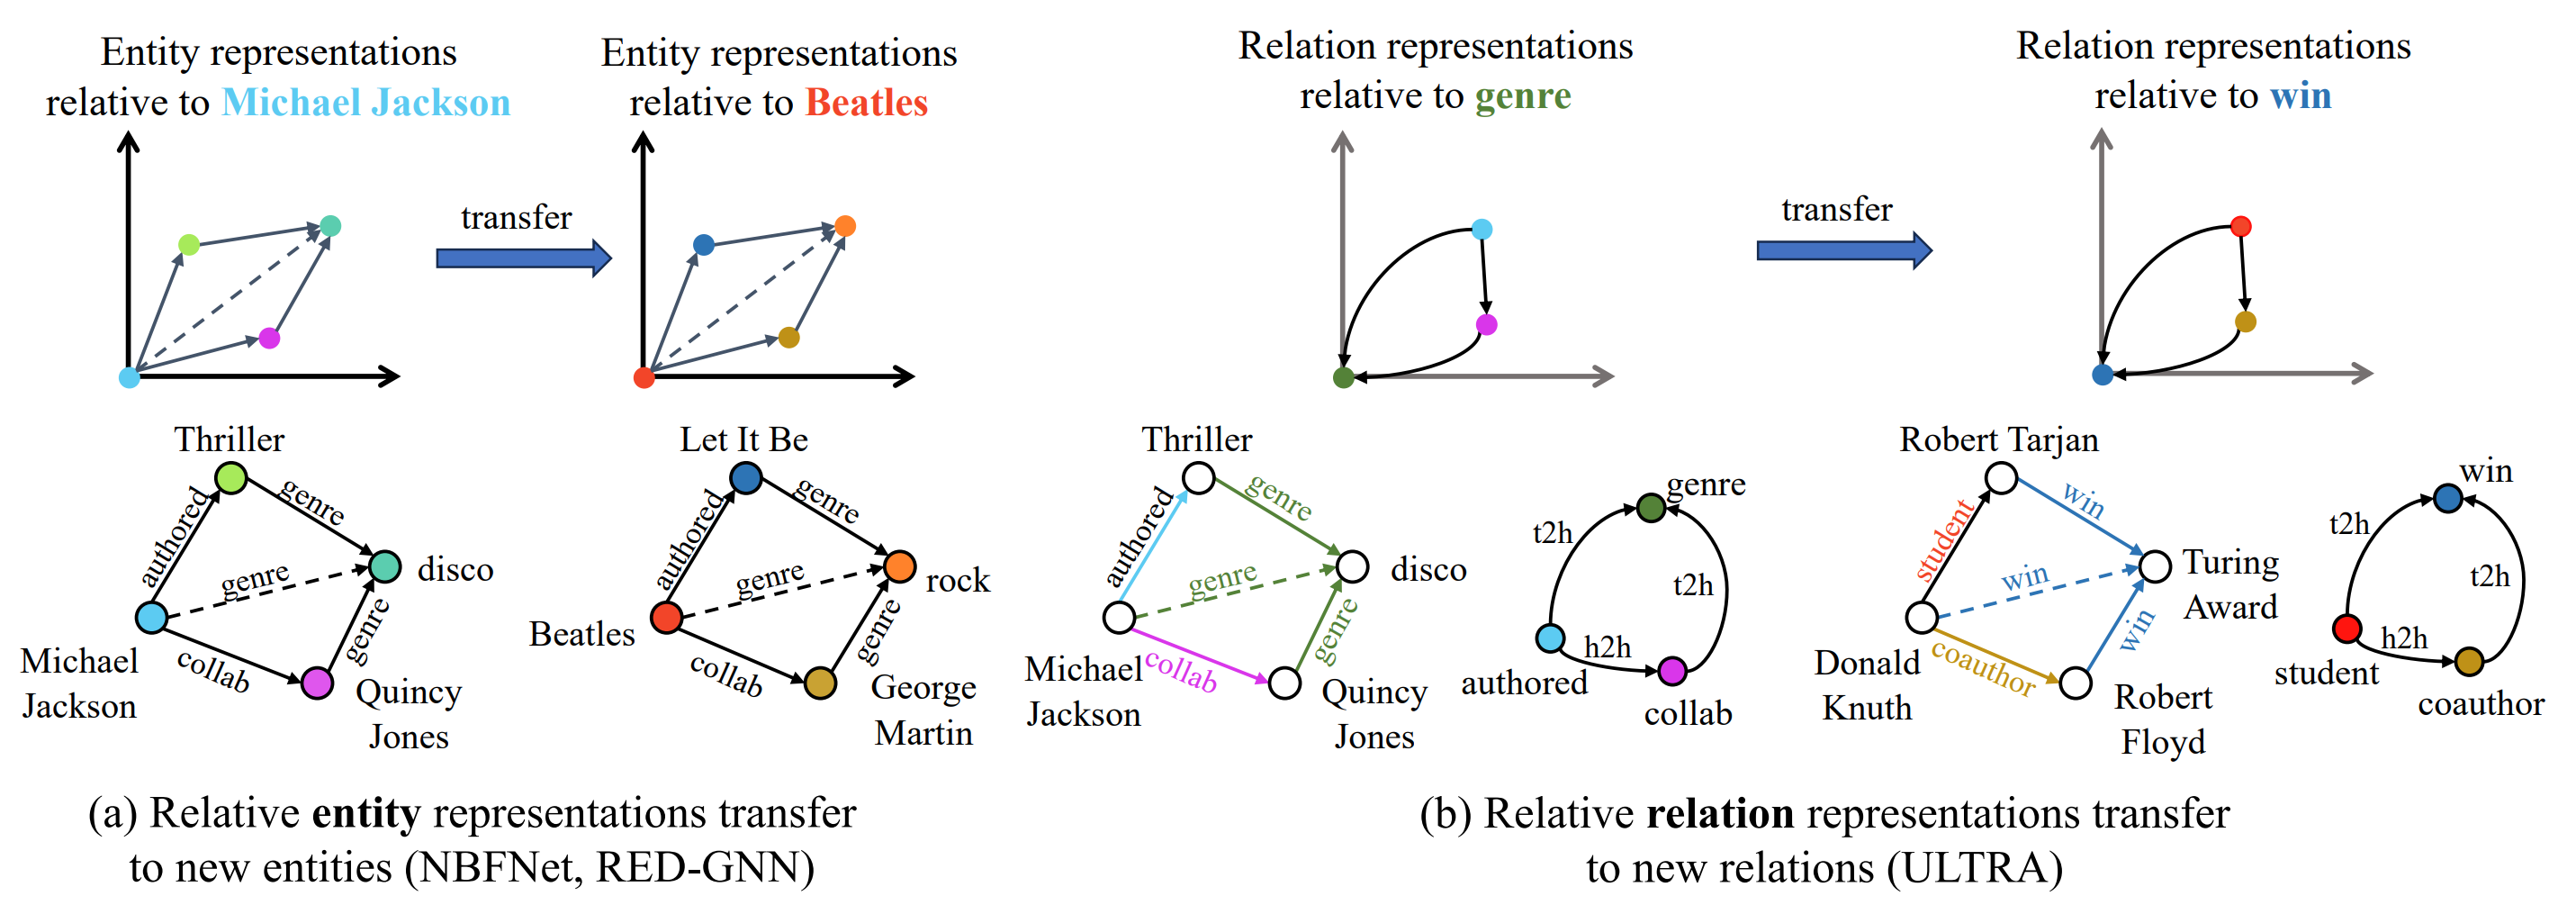 Entity representations
relative to Michael Jackson
Entity representations
relative to Beatles
transfer
Thriller
authored
genre
genre
disco
Michael
Jackson
collab
genre
Quincy
Jones
Let It Be
authored
genre
genre
rock
Beatles
collab
genre
George
Martin
(a) Relative entity representations transfer
to new entities (NBFNet, RED-GNN)
Relation representations
relative to genre
Relation representations
relative to win
transfer
Thriller
authored
genre
genre
disco
Michael
Jackson
collab
genre
Quincy
Jones
genre
t2h
t2h
h2h
authored
collab
Robert Tarjan
student
win
win
Turing
Award
Donald
Knuth
coauthor
win
Robert
Floyd
win
t2h
t2h
h2h
student
coauthor
(b) Relative relation representations transfer
to new relations (ULTRA)